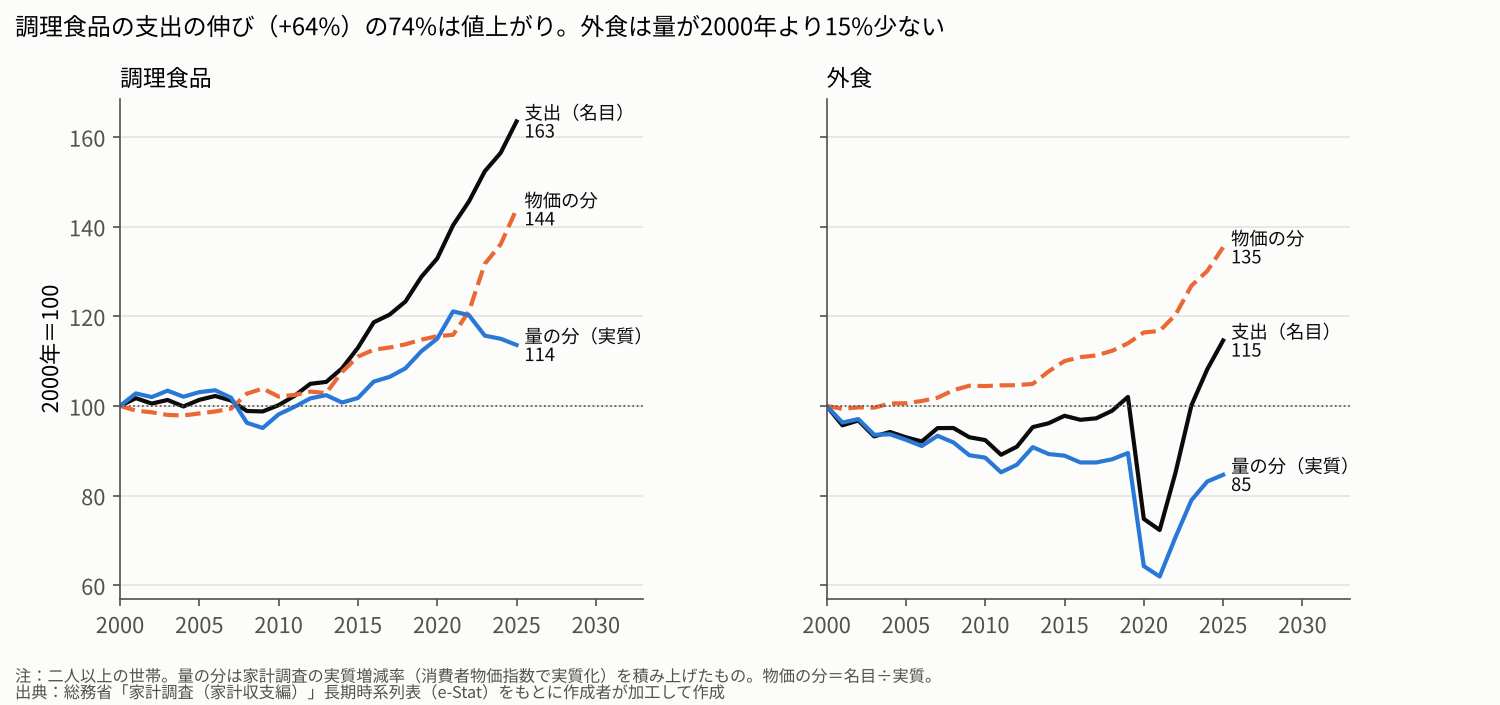 調理食品の支出の伸び（+64%）の74%は値上がり。外食は量が2000年より15%少ない
調理食品
2000年＝100
160
140
120
100
80
60
支出（名目）
163
物価の分
144
量の分（実質）
114
2000 2005 2010 2015 2020 2025 2030
外食
物価の分
135
支出（名目）
115
量の分（実質）
85
2000 2005 2010 2015 2020 2025 2030
注：二人以上の世帯。量の分は家計調査の実質増減率（消費者物価指数で実質化）を積み上げたもの。物価の分＝名目÷実質。
出典：総務省「家計調査（家計収支編）」長期時系列表（e-Stat）をもとに作成者が加工して作成